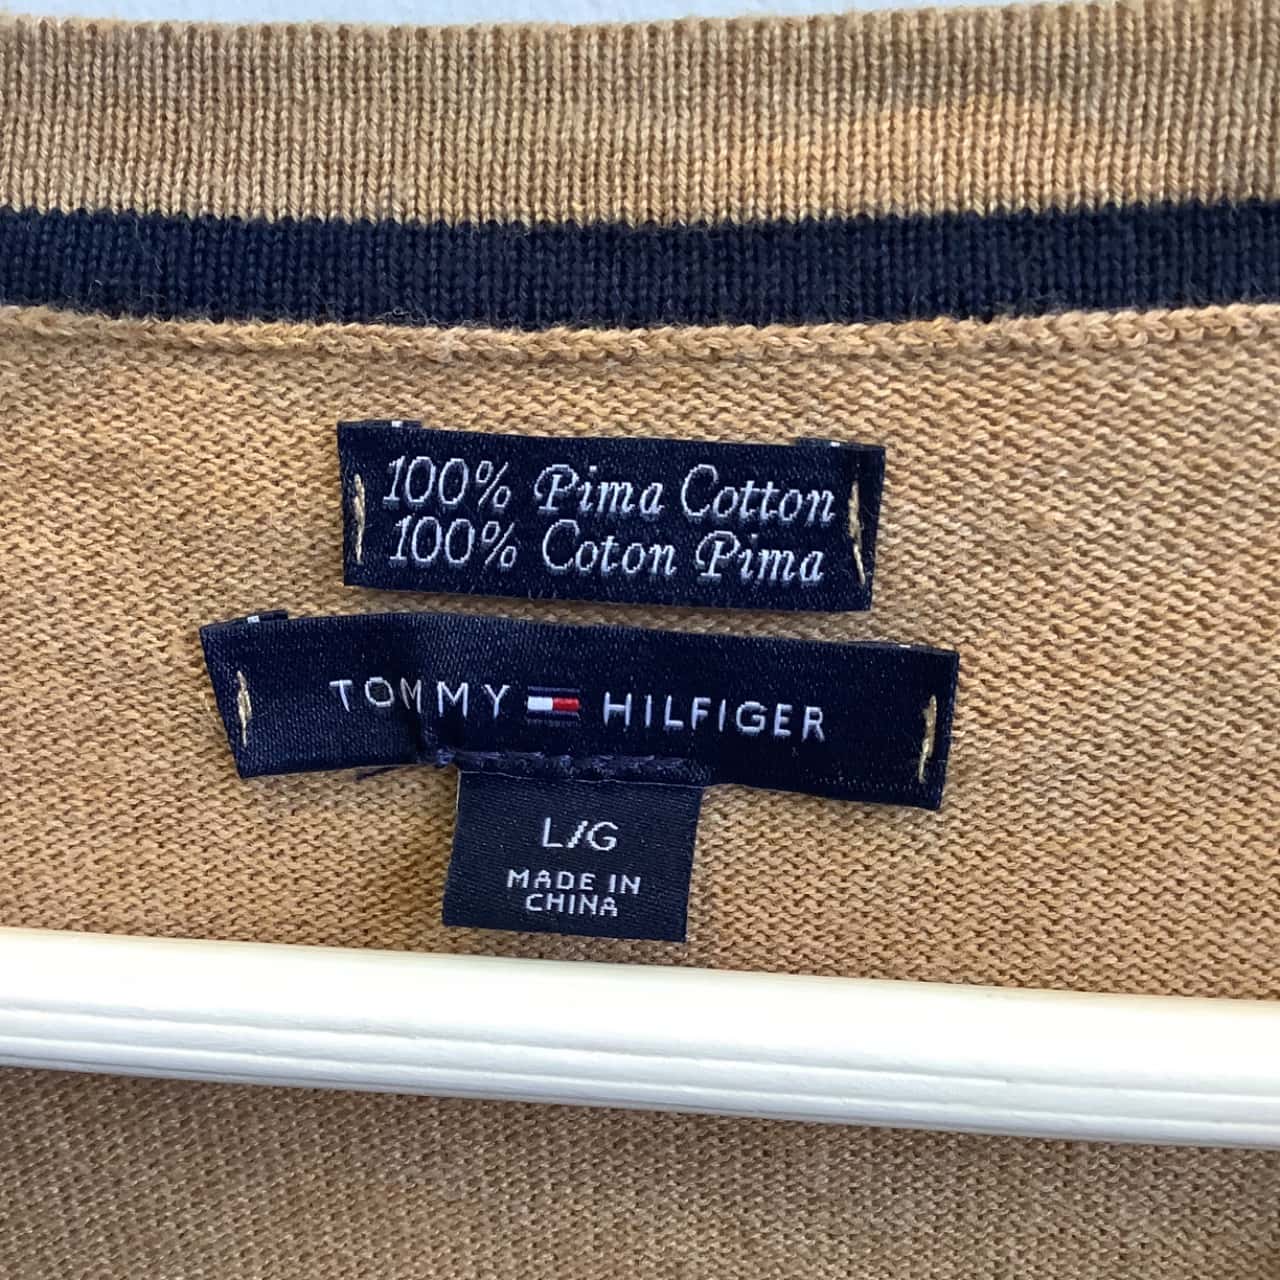 100% Pima Cotton
100% Coton Pima
TOMMY HILFIGER
L/G
MADE IN
CHINA